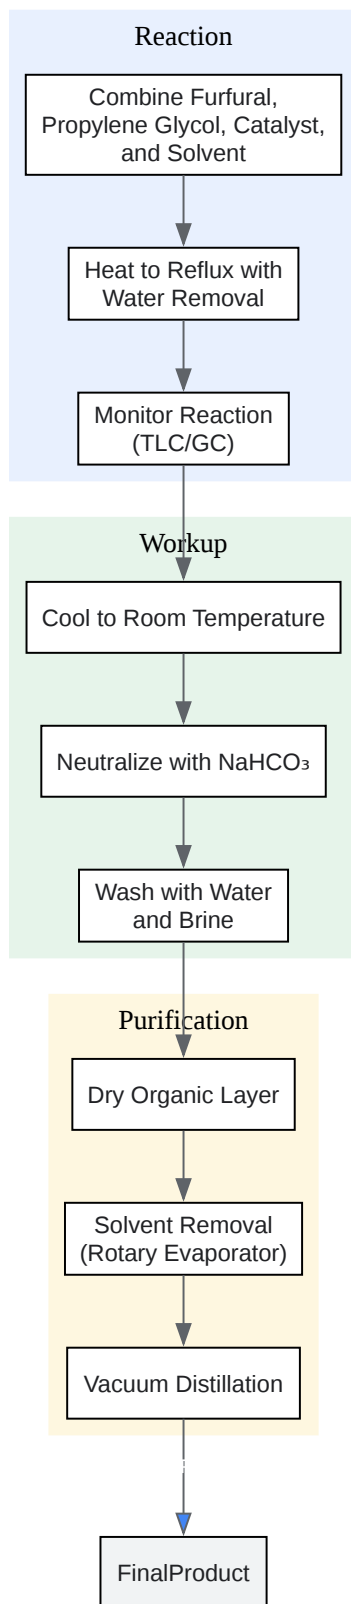 Reaction
Combine Furfural,
Propylene Glycol, Catalyst,
and Solvent
Heat to Reflux with
Water Removal
Monitor Reaction
(TLC/GC)
Workup
Cool to Room Temperature
Neutralize with NaHCO₃
Wash with Water
and Brine
Purification
Dry Organic Layer
Solvent Removal
(Rotary Evaporator)
Vacuum Distillation
FinalProduct